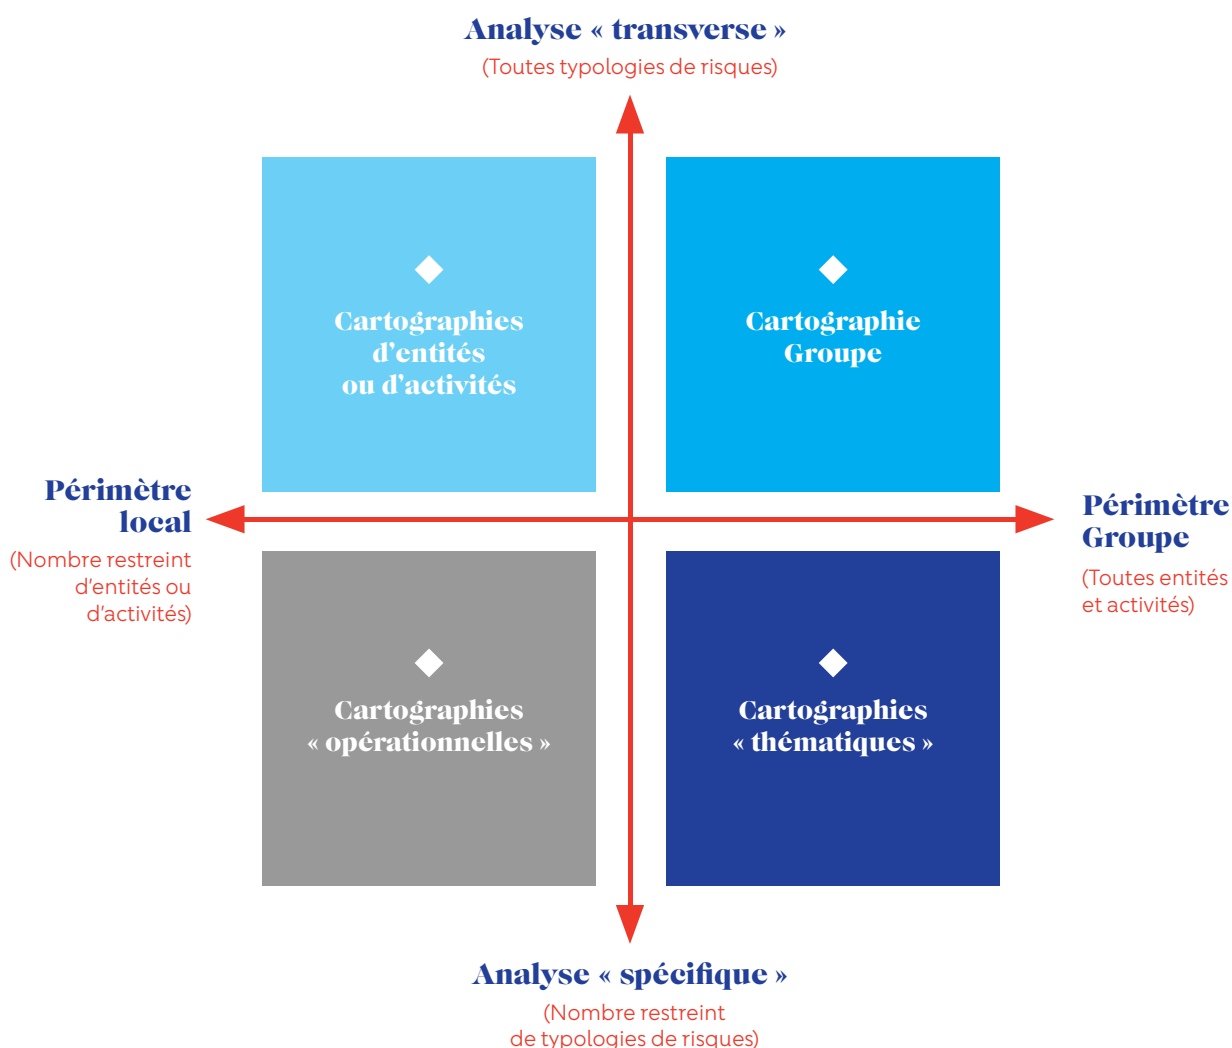 Analyse « transverse »
(Toutes typologies de risques)
Cartographies
d'entités
ou d'activités
Cartographie
Groupe
Périmètre
local
(Nombre restreint
d'entités ou
d'activités)
Périmètre
Groupe
(Toutes entités
et activités)
Cartographies
« opérationnelles »
Cartographies
« thématiques »
Analyse « spécifique »
(Nombre restreint
de typologies de risques)